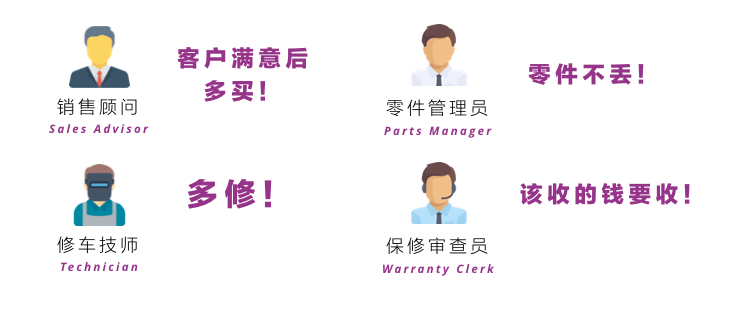 客户满意后
多买！
销售顾问
Sales Advisor
零件不丢！
零件管理员
Parts Manager
多修！
修车技师
Technician
该收的钱要收！
保修审查员
Warranty Clerk